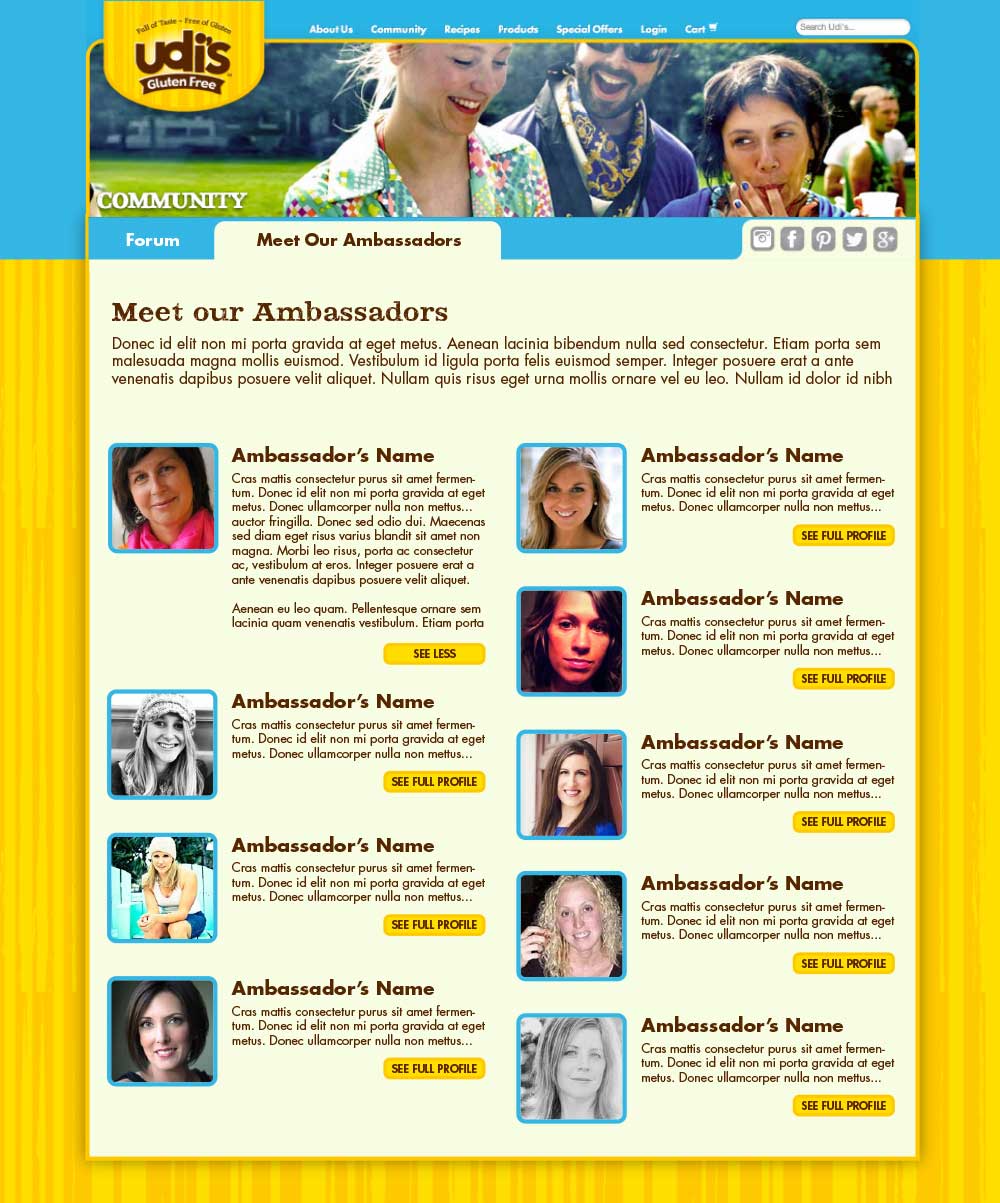 Full of Taste ~ Free of Gluten
udi's
Gluten Free
About Us
Community
Recipes
Products
Special Offers
Login
Cart
Search Udi's...
COMMUNITY
Forum
Meet Our Ambassadors
Meet our Ambassadors
Donec id elit non mi porta gravida at eget metus. Aenean lacinia bibendum nulla sed consectetur. Etiam porta sem
malesuada magna mollis euismod. Vestibulum id ligula porta felis euismod semper. Integer posuere erat a ante
venenatis dapibus posuere velit aliquet. Nullam quis risus eget urna mollis ornare vel eu leo. Nullam id dolor id nibh
Ambassador's Name
Cras mattis consectetur purus sit amet fermen-
tum. Donec id elit non mi porta gravida at eget
metus. Donec ullamcorper nulla non mettus...
auctor fringilla. Donec sed odio dui. Maecenas
sed diam eget risus varius blandit sit amet non
magna. Morbi leo risus, porta ac consectetur
ac, vestibulum at eros. Integer posuere erat a
ante venenatis dapibus posuere velit aliquet.
Aenean eu leo quam. Pellentesque ornare sem
lacinia quam venenatis vestibulum. Etiam porta
SEE LESS
Ambassador's Name
Cras mattis consectetur purus sit amet fermen-
tum. Donec id elit non mi porta gravida at eget
metus. Donec ullamcorper nulla non mettus...
SEE FULL PROFILE
Ambassador's Name
Cras mattis consectetur purus sit amet fermen-
tum. Donec id elit non mi porta gravida at eget
metus. Donec ullamcorper nulla non mettus...
SEE FULL PROFILE
Ambassador's Name
Cras mattis consectetur purus sit amet fermen-
tum. Donec id elit non mi porta gravida at eget
metus. Donec ullamcorper nulla non mettus...
SEE FULL PROFILE
Ambassador's Name
Cras mattis consectetur purus sit amet fermen-
tum. Donec id elit non mi porta gravida at eget
metus. Donec ullamcorper nulla non mettus...
SEE FULL PROFILE
Ambassador's Name
Cras mattis consectetur purus sit amet fermen-
tum. Donec id elit non mi porta gravida at eget
metus. Donec ullamcorper nulla non mettus...
SEE FULL PROFILE
Ambassador's Name
Cras mattis consectetur purus sit amet fermen-
tum. Donec id elit non mi porta gravida at eget
metus. Donec ullamcorper nulla non mettus...
SEE FULL PROFILE
Ambassador's Name
Cras mattis consectetur purus sit amet fermen-
tum. Donec id elit non mi porta gravida at eget
metus. Donec ullamcorper nulla non mettus...
SEE FULL PROFILE
Ambassador's Name
Cras mattis consectetur purus sit amet fermen-
tum. Donec id elit non mi porta gravida at eget
metus. Donec ullamcorper nulla non mettus...
SEE FULL PROFILE